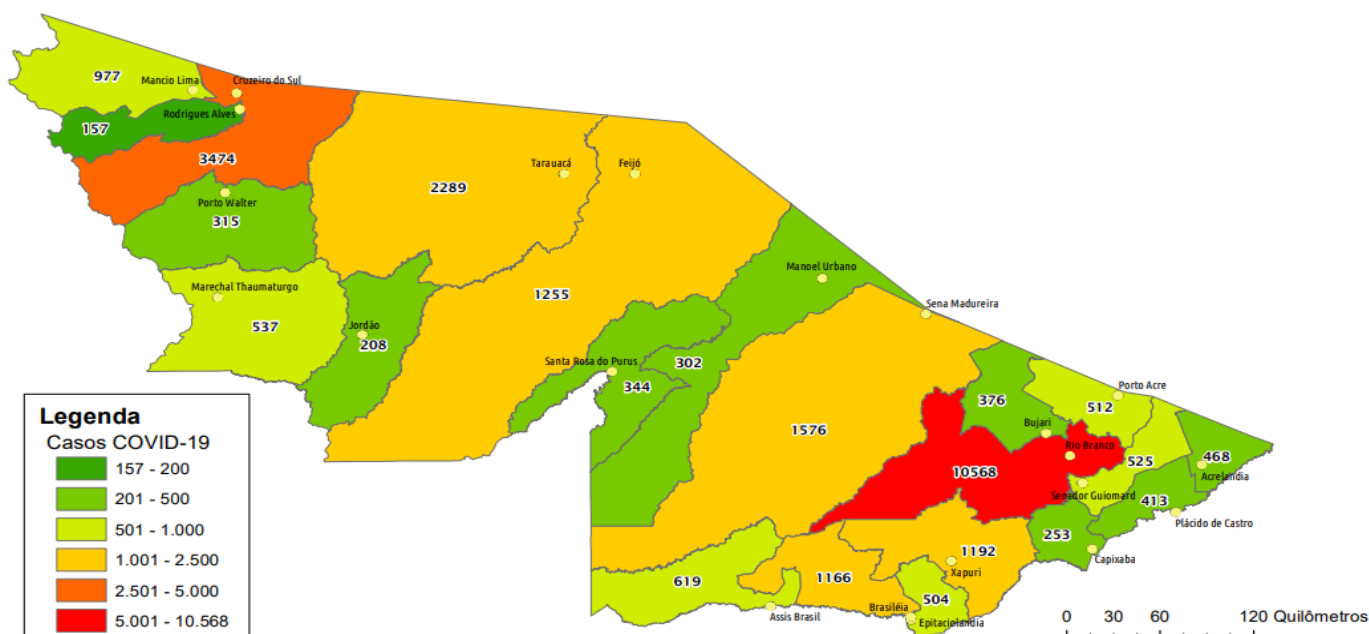 977
Mancio Lima
Cruzeiro do Sul
Rodrigues Alves
157
3474
Tarauacá
Feijó
2289
Porto Walter
315
Manoel Urbano
Marechal Thaumaturgo
1255
Sena Madureira
537
Jordão
208
Santa Rosa do Purus
302
344
Porto Acre
376
512
Bujari
1576
Rio Branco
525
468
10568
Acrelandia
Senador Guiomard
413
Plácido de Castro
253
Capixaba
1192
Xapuri
619
1166
504
Brasiléia
Assis Brasil
Epitaciolandia
Legenda
Casos COVID-19
157 - 200
201 - 500
501 - 1.000
1.001 - 2.500
2.501 - 5.000
5.001 - 10.568
0 30 60 120 Quilômetros